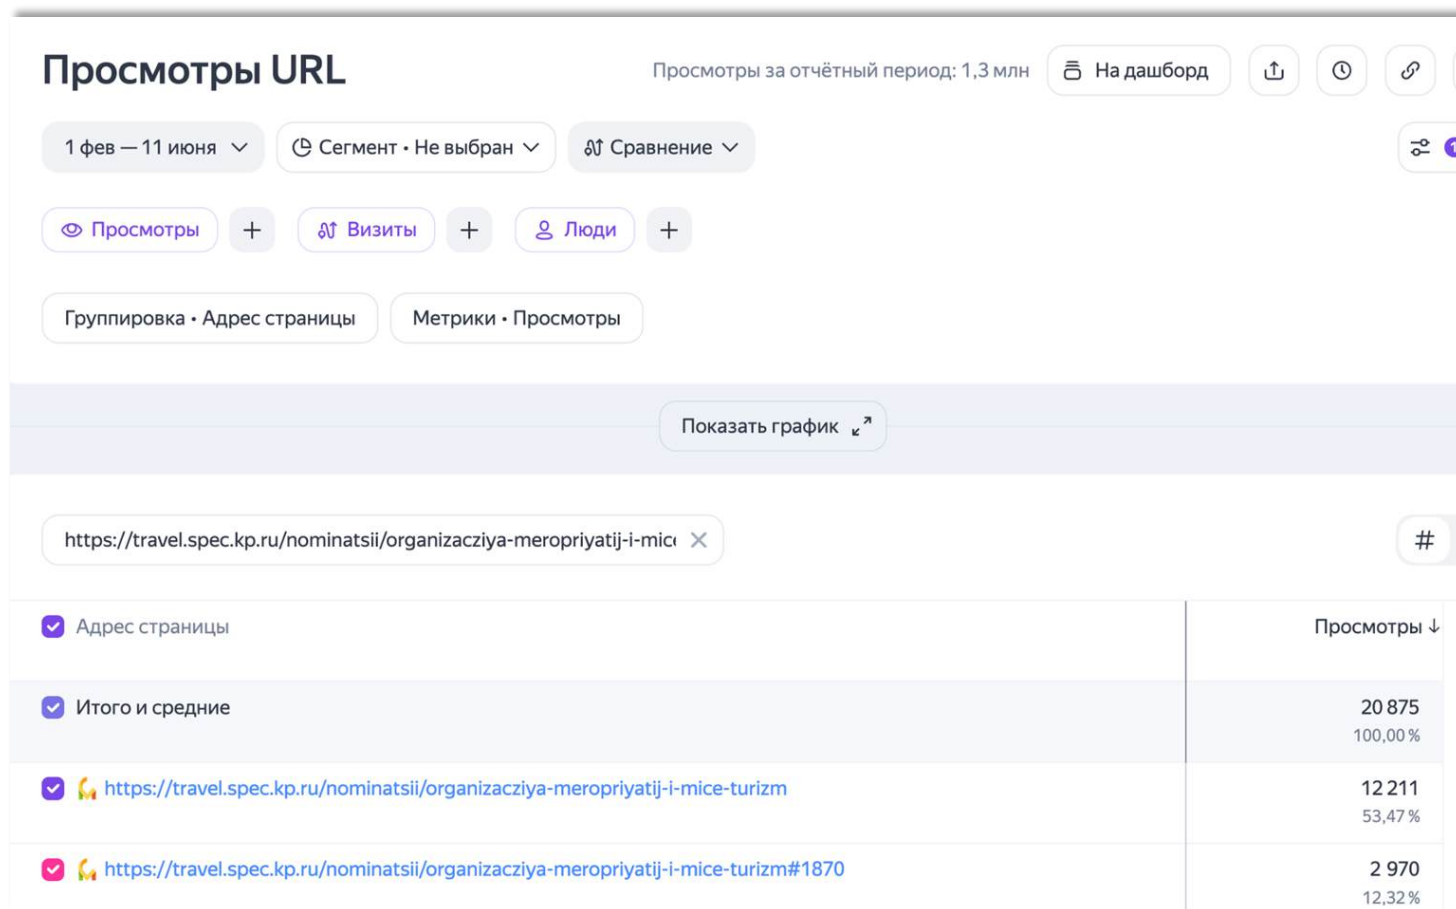 Просмотры URL
Просмотры за отчётный период: 1,3 млн
На дашборд
1 фев — 11 июня
Сегмент • Не выбран
Сравнение
Просмотры + Визиты + Люди +
Группировка • Адрес страницы
Метрики • Просмотры
Показать график
https://travel.spec.kp.ru/nominatsii/organizacziya-meropriyatij-i-mic
#
Адрес страницы
Просмотры ↓
Итого и средние
20 875
100,00 %
https://travel.spec.kp.ru/nominatsii/organizacziya-meropriyatij-i-mice-turizm
12 211
53,47 %
https://travel.spec.kp.ru/nominatsii/organizacziya-meropriyatij-i-mice-turizm#1870
2 970
12,32 %